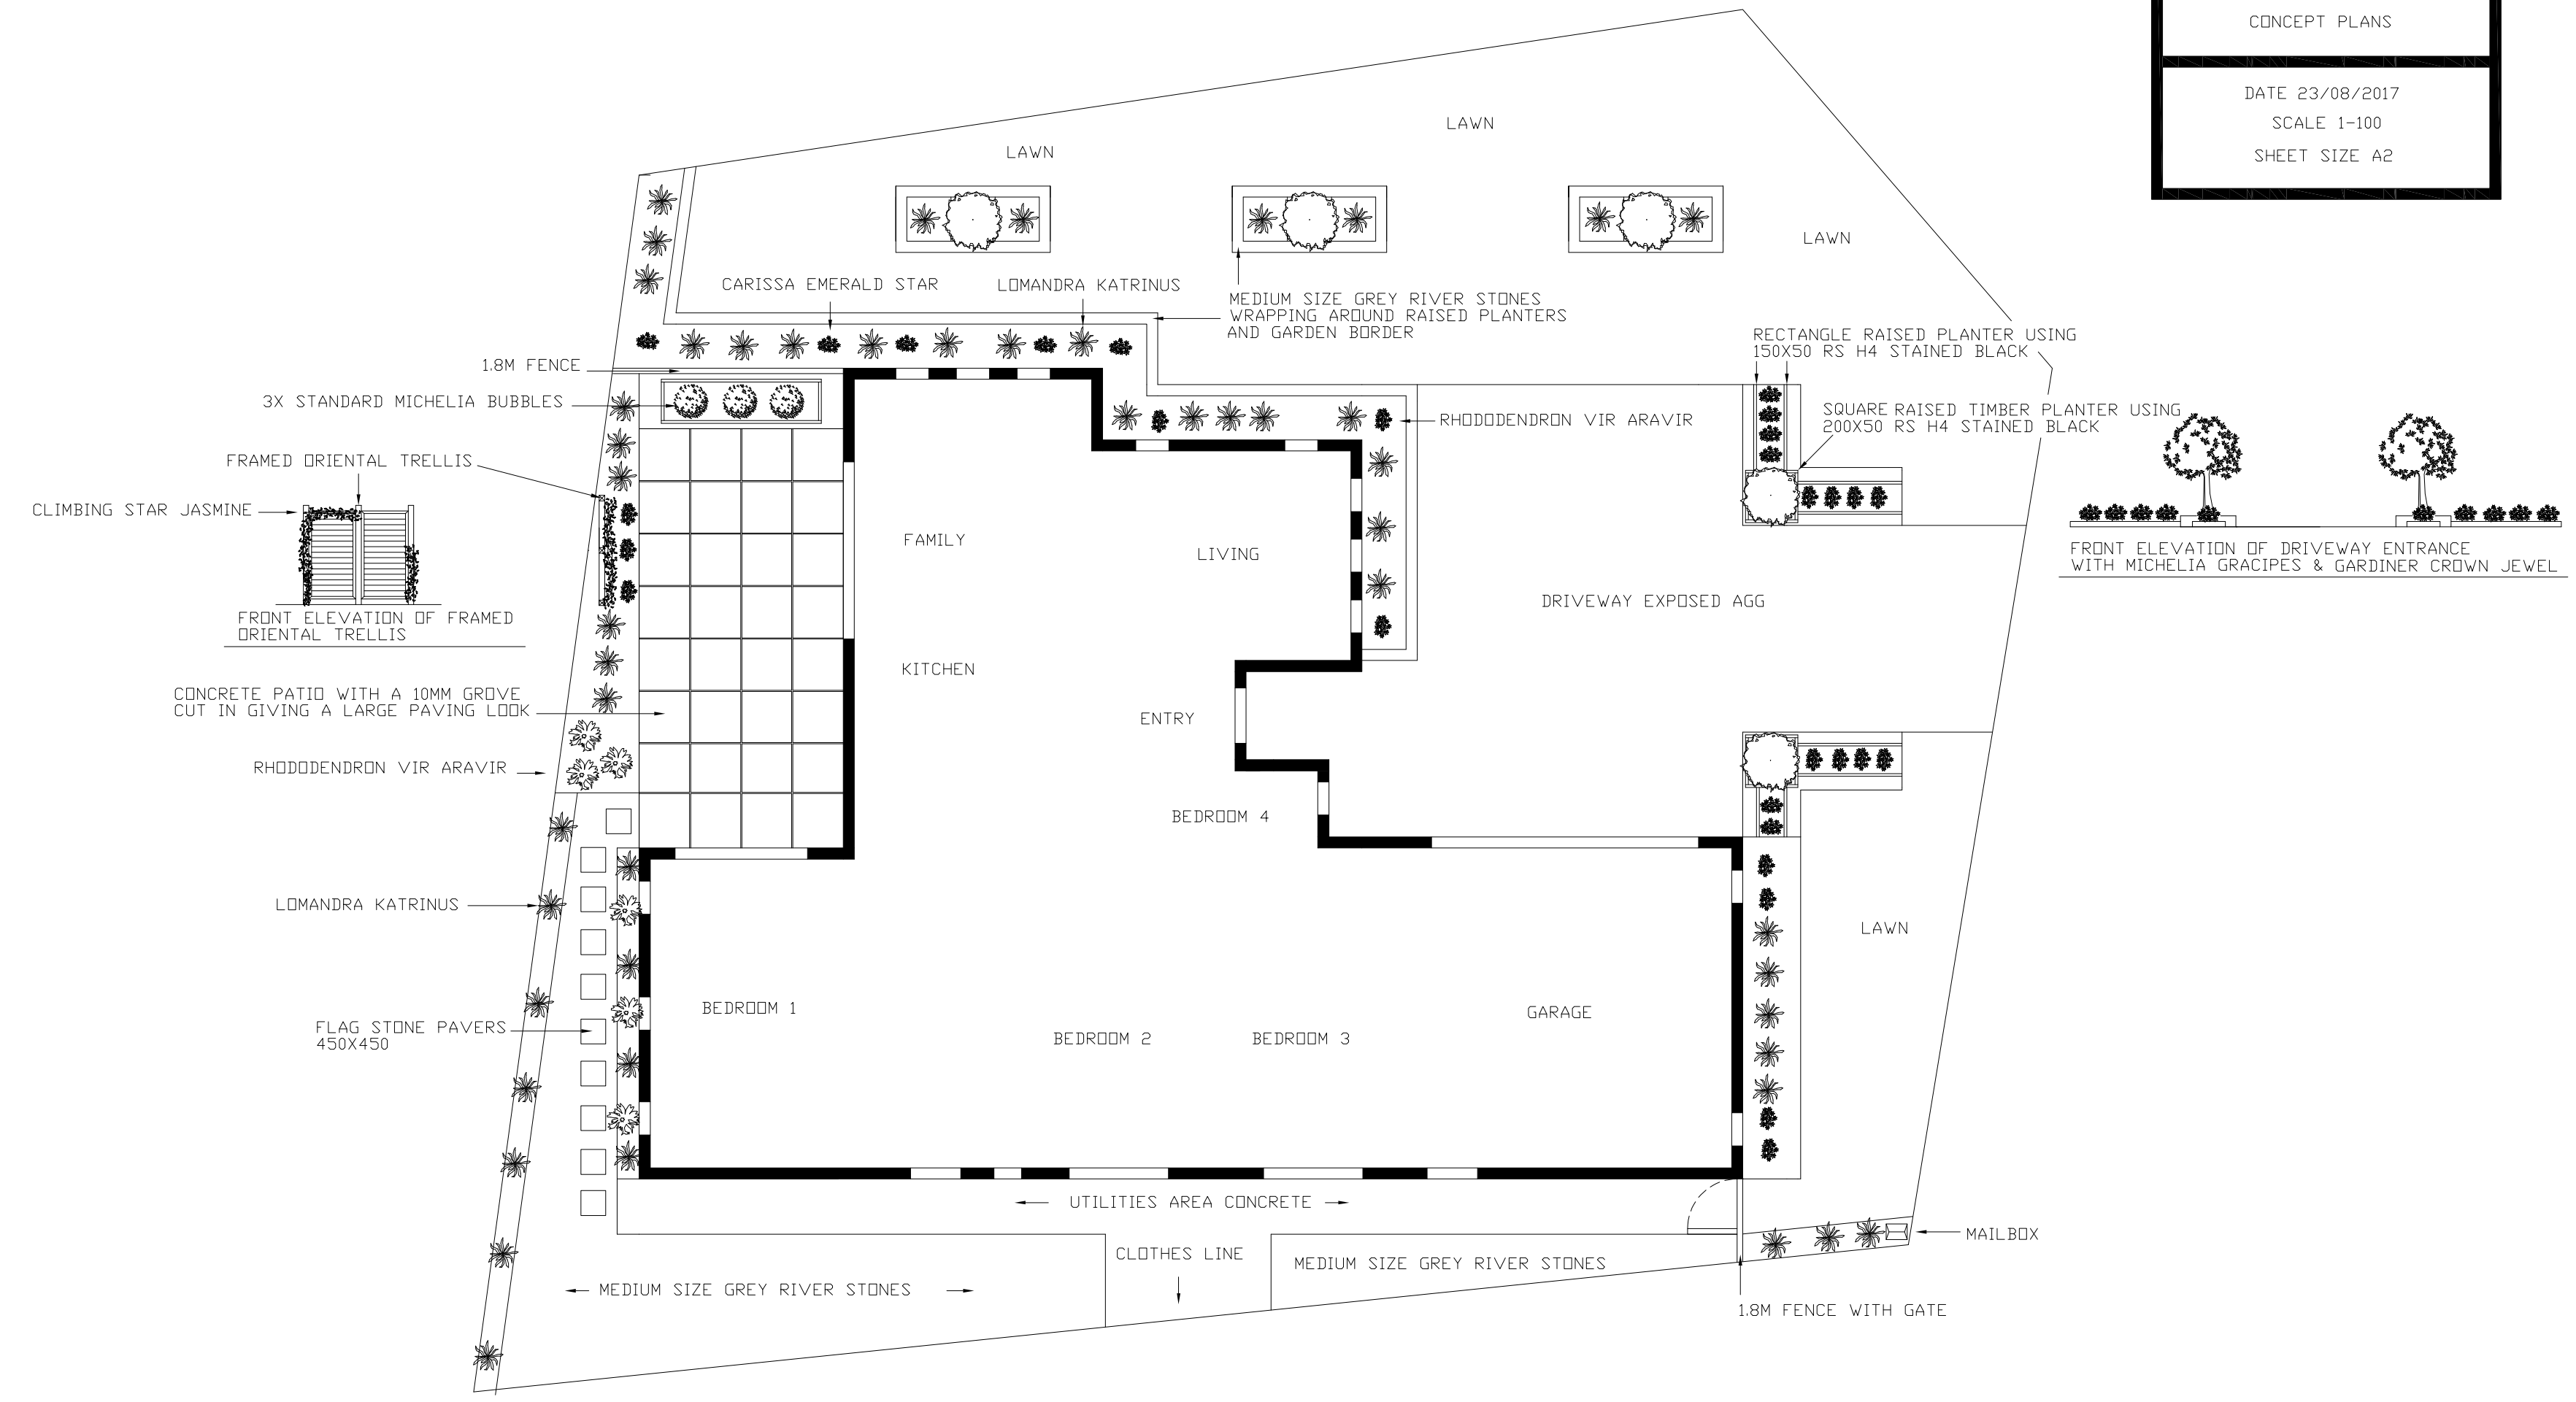 CONCEPT PLANS
DATE 23/08/2017
SCALE 1-100
SHEET SIZE A2
LAWN
LAWN
LAWN
CARISSA EMERALD STAR
LOMANDRA KATRINUS
MEDIUM SIZE GREY RIVER STONES
WRAPPING AROUND RAISED PLANTERS
AND GARDEN BORDER
RECTANGLE RAISED PLANTER USING
150X50 RS H4 STAINED BLACK
1.8M FENCE
3X STANDARD MICHELIA BUBBLES
SQUARE RAISED TIMBER PLANTER USING
200X50 RS H4 STAINED BLACK
RHODODENDRON VIR ARAVIR
FRAMED ORIENTAL TRELLIS
CLIMBING STAR JASMINE
FAMILY
LIVING
FRONT ELEVATION OF DRIVEWAY ENTRANCE
WITH MICHELIA GRACIPES & GARDINER CROWN JEWEL
DRIVEWAY EXPOSED AGG
FRONT ELEVATION OF FRAMED
ORIENTAL TRELLIS
KITCHEN
CONCRETE PATIO WITH A 10MM GROVE
CUT IN GIVING A LARGE PAVING LOOK
ENTRY
RHODODENDRON VIR ARAVIR
BEDROOM 4
LOMANDRA KATRINUS
LAWN
BEDROOM 1
GARAGE
FLAG STONE PAVERS
450X450
BEDROOM 2
BEDROOM 3
UTILITIES AREA CONCRETE
MAILBOX
CLOTHES LINE
MEDIUM SIZE GREY RIVER STONES
MEDIUM SIZE GREY RIVER STONES
1.8M FENCE WITH GATE